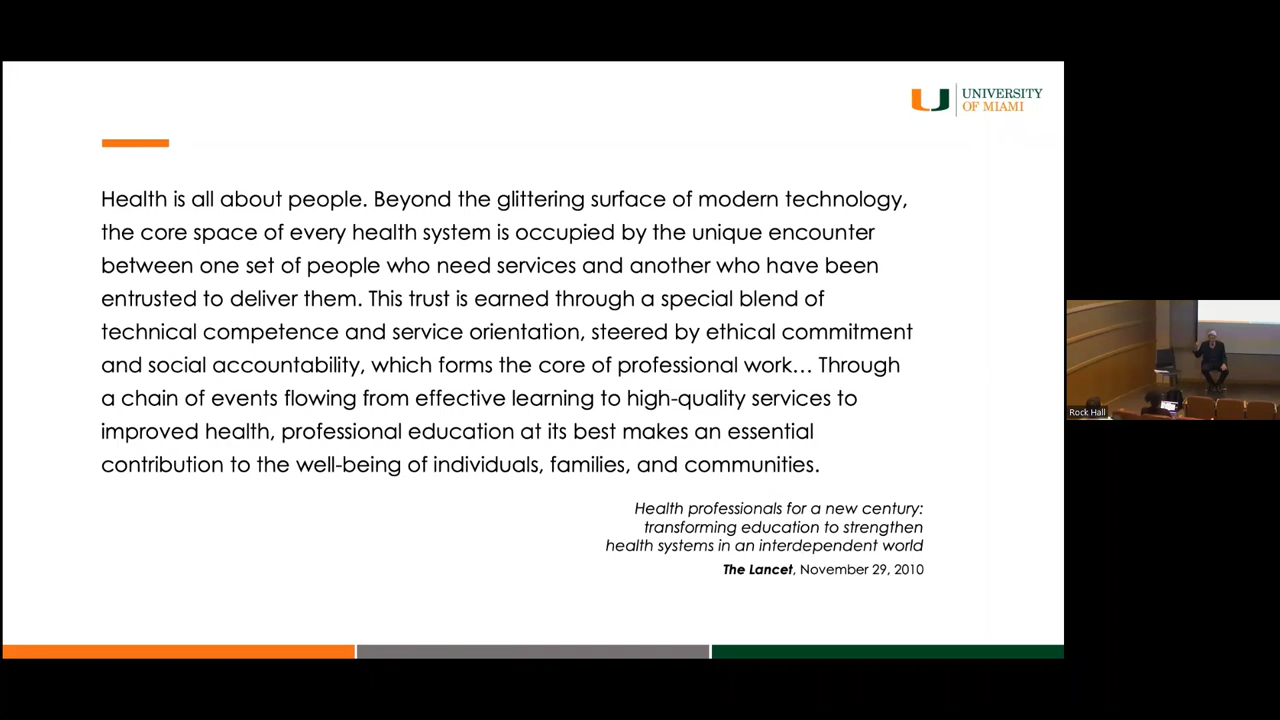 UNIVERSITY
OF MIAMI
Health is all about people. Beyond the glittering surface of modern technology,
the core space of every health system is occupied by the unique encounter
between one set of people who need services and another who have been
entrusted to deliver them. This trust is earned through a special blend of
technical competence and service orientation, steered by ethical commitment
and social accountability, which forms the core of professional work... Through
a chain of events flowing from effective learning to high-quality services to
improved health, professional education at its best makes an essential
contribution to the well-being of individuals, families, and communities.
Health professionals for a new century:
transforming education to strengthen
health systems in an interdependent world
The Lancet, November 29, 2010
Rock Hall